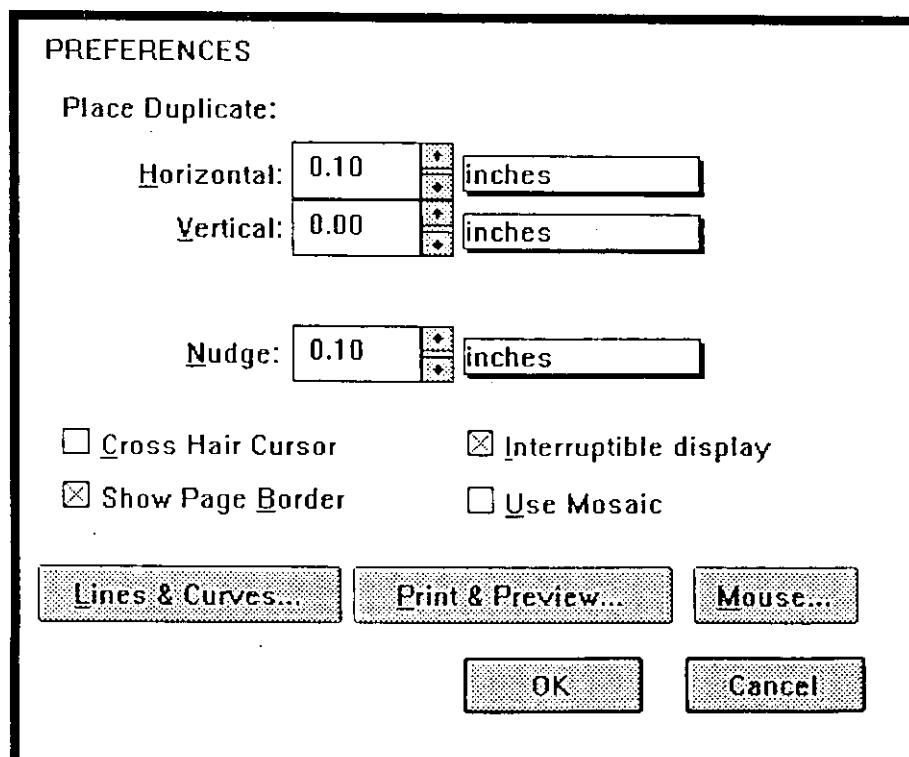 PREFERENCES
Place Duplicate:
Horizontal: 0.10 inches
Vertical: 0.00 inches
Nudge: 0.10 inches
Cross Hair Cursor Interruptible display
Show Page Border Use Mosaic
Lines & Curves... Print & Preview... Mouse...
OK Cancel